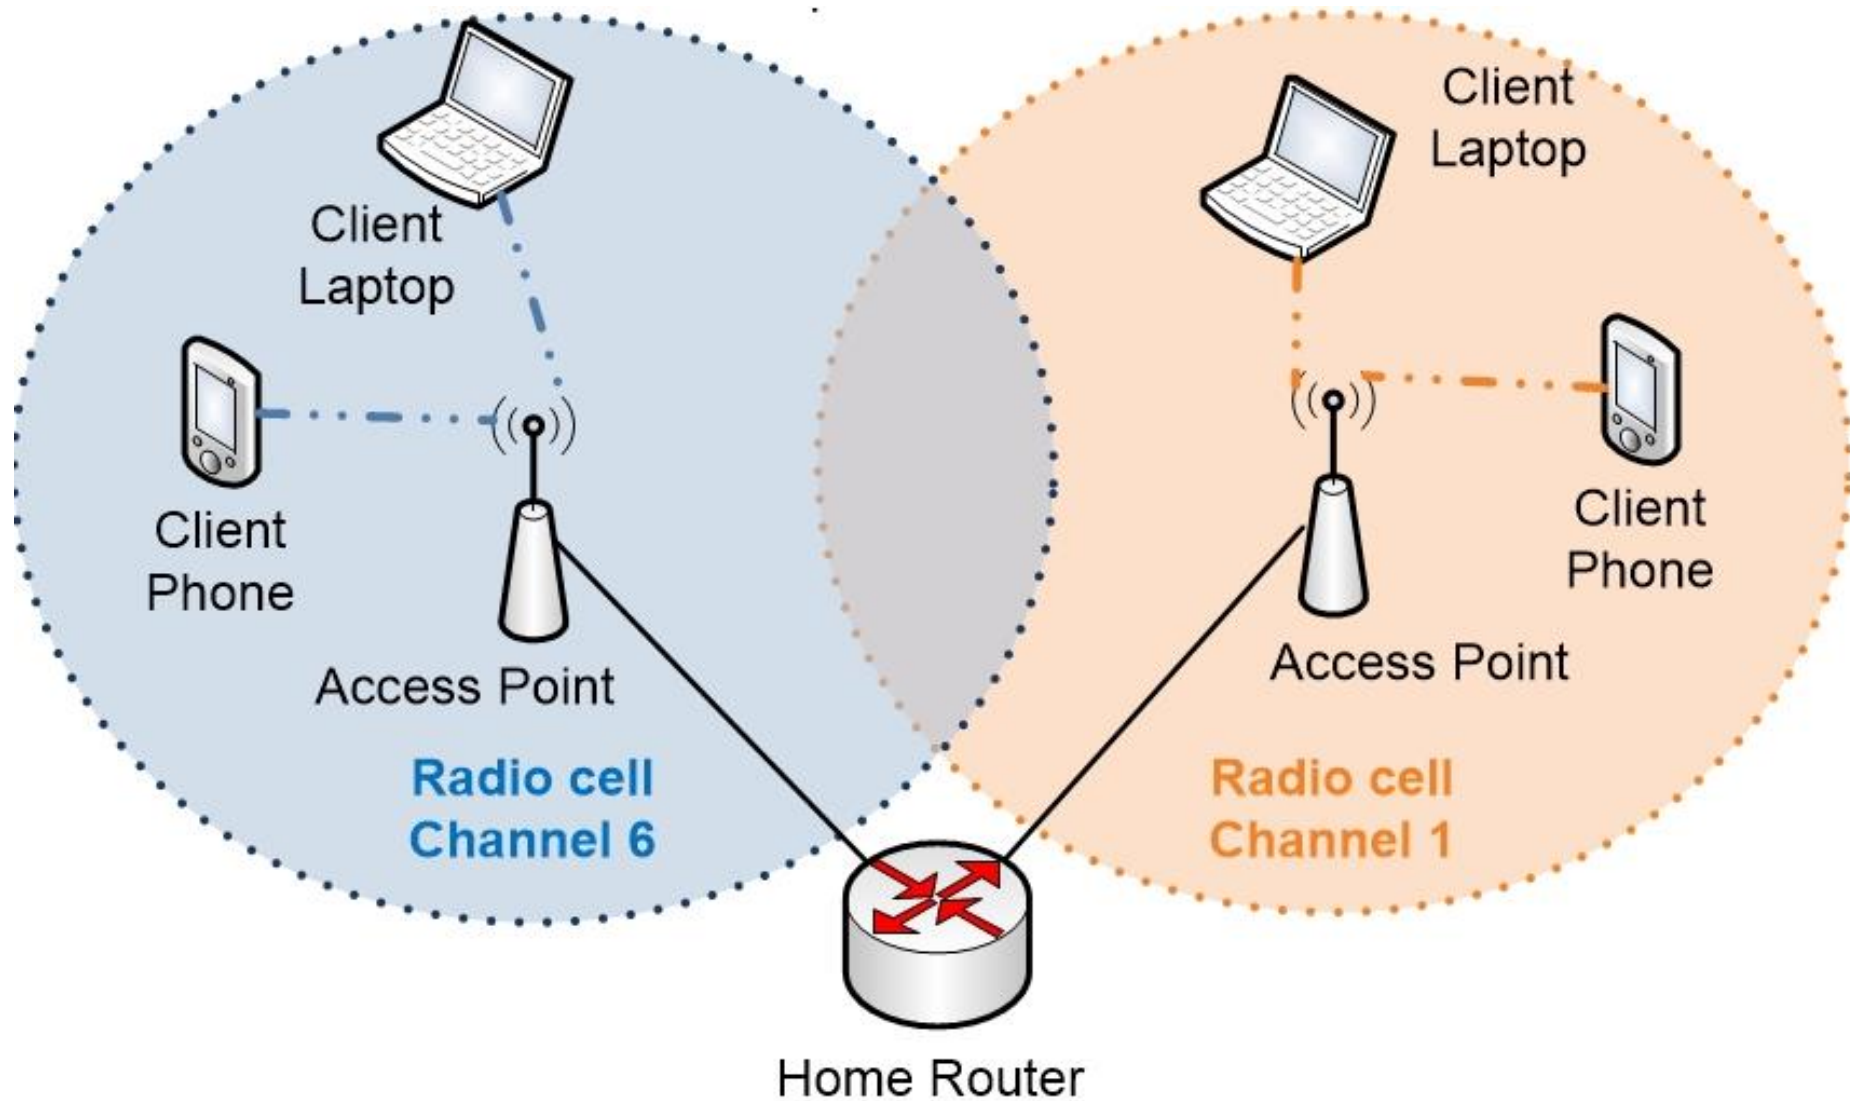 Client
Laptop
Client
Phone
Access Point
Radio cell
Channel 6
Client
Laptop
Client
Phone
Access Point
Radio cell
Channel 1
Home Router